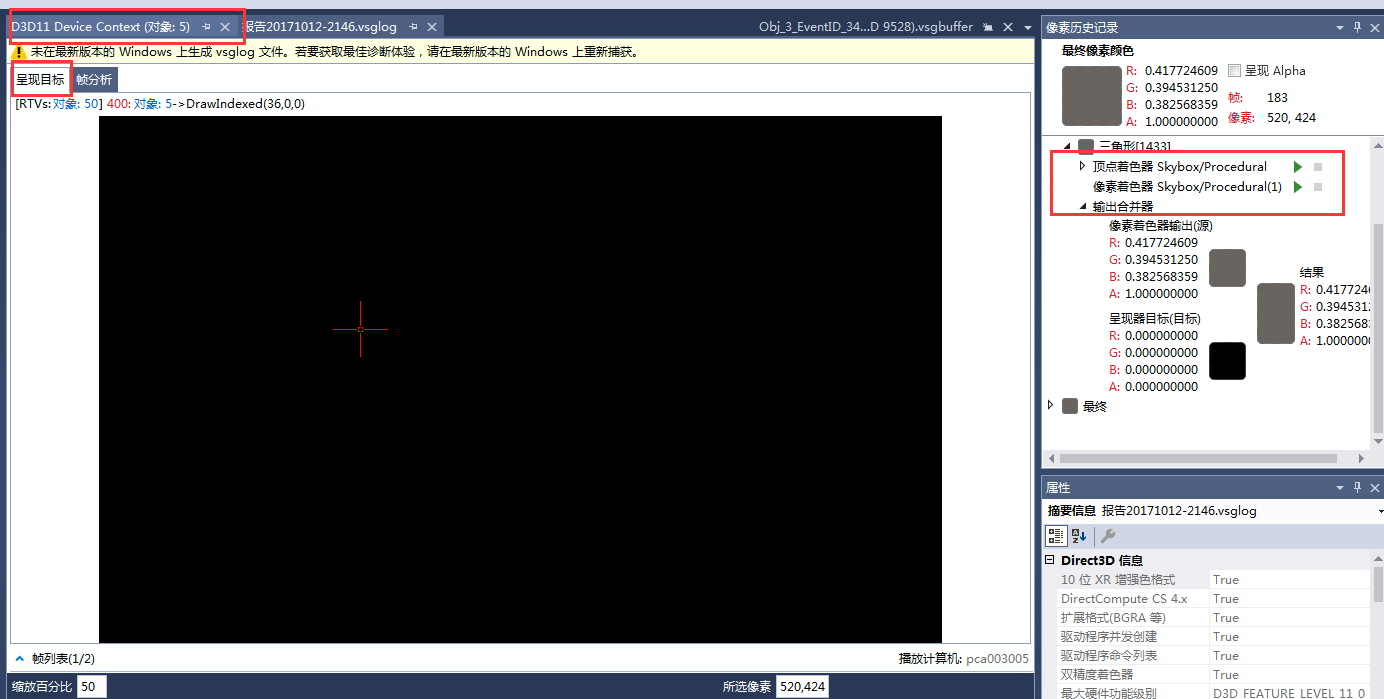 D3D11 Device Context (对象: 5)
报告20171012-2146.vsglog
Obj_3_EventID_34...D 9528).vsgbuffer
未在最新版本的 Windows 上生成 vsglog 文件。若要获取最佳诊断体验，请在最新版本的 Windows 上重新捕获。
呈现目标
帧分析
[RTVs:对象: 50] 400: 对象: 5->DrawIndexed(36,0,0)
帧列表(1/2)
播放计算机: pca003005
缩放百分比 50
所选像素 520,424
像素历史记录
最终像素颜色
R: 0.417724609
G: 0.394531250
B: 0.382568359
A: 1.000000000
呈现 Alpha
帧: 183
像素: 520, 424
三角形[1433]
顶点着色器 Skybox/Procedural
像素着色器 Skybox/Procedural(1)
输出合并器
像素着色器输出(源)
R: 0.417724609
G: 0.394531250
B: 0.382568359
A: 1.000000000
呈现器目标(目标)
R: 0.000000000
G: 0.000000000
B: 0.000000000
A: 0.000000000
结果
R: 0.417724
G: 0.394531
B: 0.382568
A: 1.000000
最终
属性
摘要信息 报告20171012-2146.vsglog
Direct3D 信息
10 位 XR 增强色格式 True
DirectCompute CS 4.x True
扩展格式(BGRA 等) True
驱动程序并发创建 True
驱动程序命令列表 True
双精度着色器 True
最大硬件功能级别 D3D_FEATURE_LEVEL_11_0